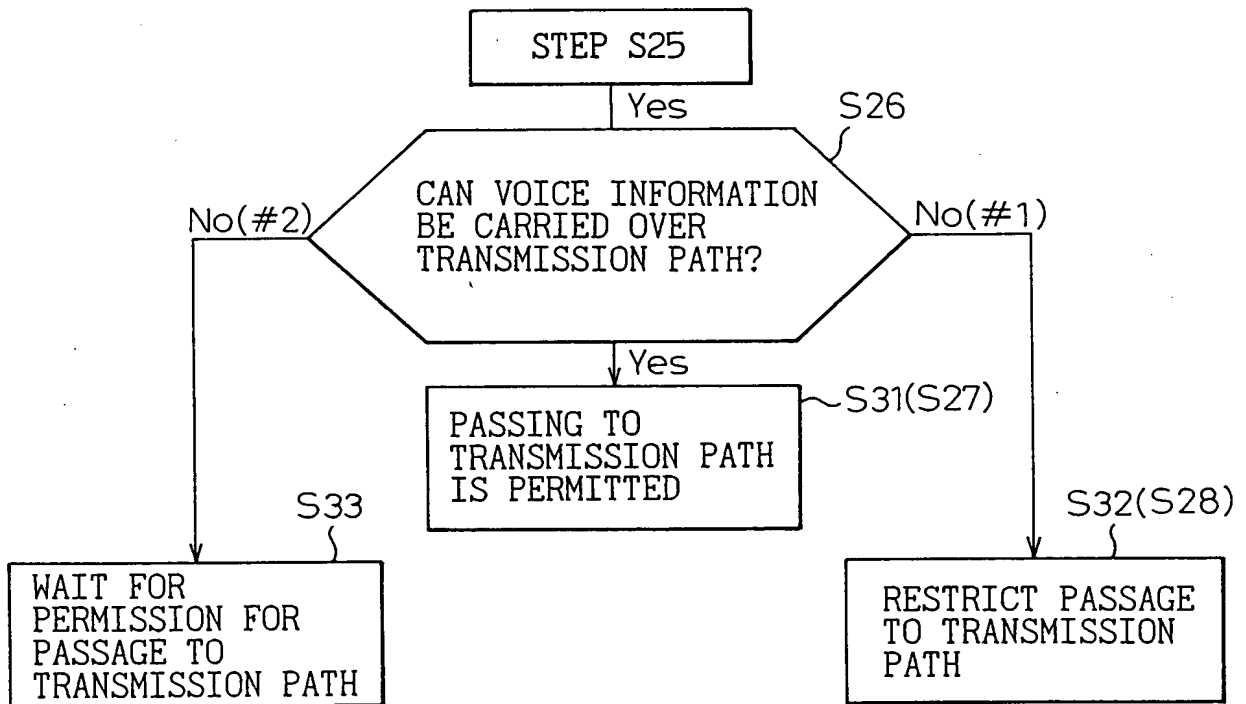 STEP S25
Yes
S26
CAN VOICE INFORMATION
BE CARRIED OVER
TRANSMISSION PATH?
No(#2)
No(#1)
Yes
S31(S27)
PASSING TO
TRANSMISSION PATH
IS PERMITTED
S33
WAIT FOR
PERMISSION FOR
PASSAGE TO
TRANSMISSION PATH
S32(S28)
RESTRICT PASSAGE
TO TRANSMISSION
PATH